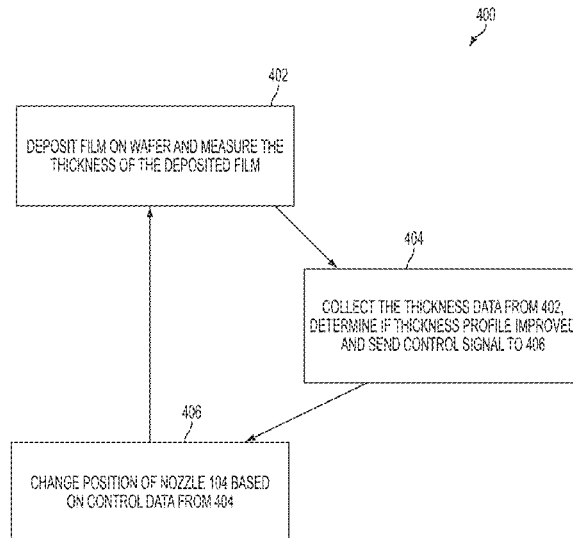 400
402
DEPOSIT FILM ON WAFER AND MEASURE THE
THICKNESS OF THE DEPOSITED FILM
404
COLLECT THE THICKNESS DATA FROM 402,
DETERMINE IF THICKNESS PROFILE IMPROVED
AND SEND CONTROL SIGNAL TO 406
406
CHANGE POSITION OF NOZZLE 104 BASED
ON CONTROL DATA FROM 404